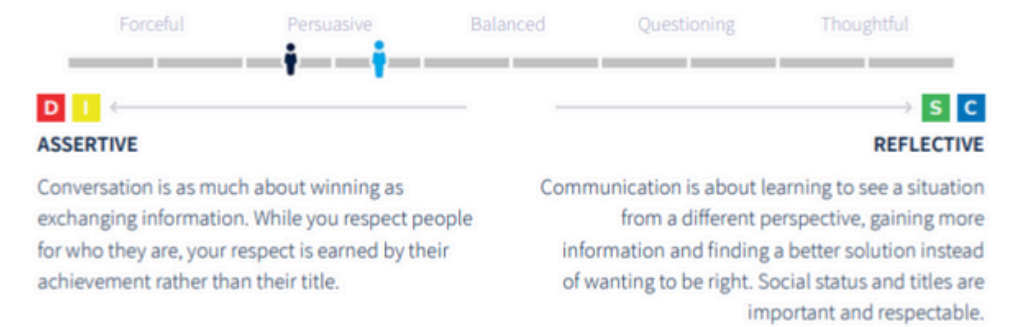 Forceful Persuasive Balanced Questioning Thoughtful
D I S C
ASSERTIVE
Conversation is as much about winning as
exchanging information. While you respect people
for who they are, your respect is earned by their
achievement rather than their title.
REFLECTIVE
Communication is about learning to see a situation
from a different perspective, gaining more
information and finding a better solution instead
of wanting to be right. Social status and titles are
important and respectable.